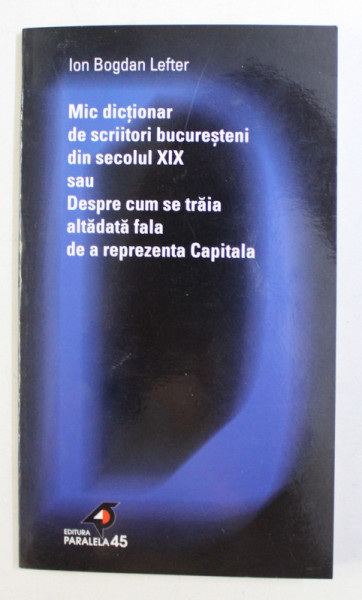 Ion Bogdan Lefter
Mic dicționar
de scriitori bucureșteni
din secolul XIX
sau
Despre cum se trăia
altădată fala
de a reprezenta Capitala
EDITURA
PARALELA 45